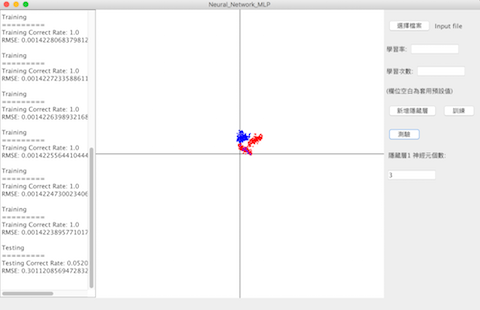 Neural_Network_MLP
Training
=========
Training Correct Rate: 1.0
RMSE: 0.0014228068379812
Training
=========
Training Correct Rate: 1.0
RMSE: 0.0014227233588611
Training
=========
Training Correct Rate: 1.0
RMSE: 0.0014226398932168
Training
=========
Training Correct Rate: 1.0
RMSE: 0.0014225564410444
Training
=========
Training Correct Rate: 1.0
RMSE: 0.0014224730023406
Training
=========
Training Correct Rate: 1.0
RMSE: 0.0014223895771017
Testing
=========
Testing Correct Rate: 0.0520
RMSE: 0.3011208569472832
選擇檔案 Input file
學習率:
學習次數:
(欄位空白為套用預設值)
新增隱藏層 訓練
測驗
隱藏層1 神經元個數:
3